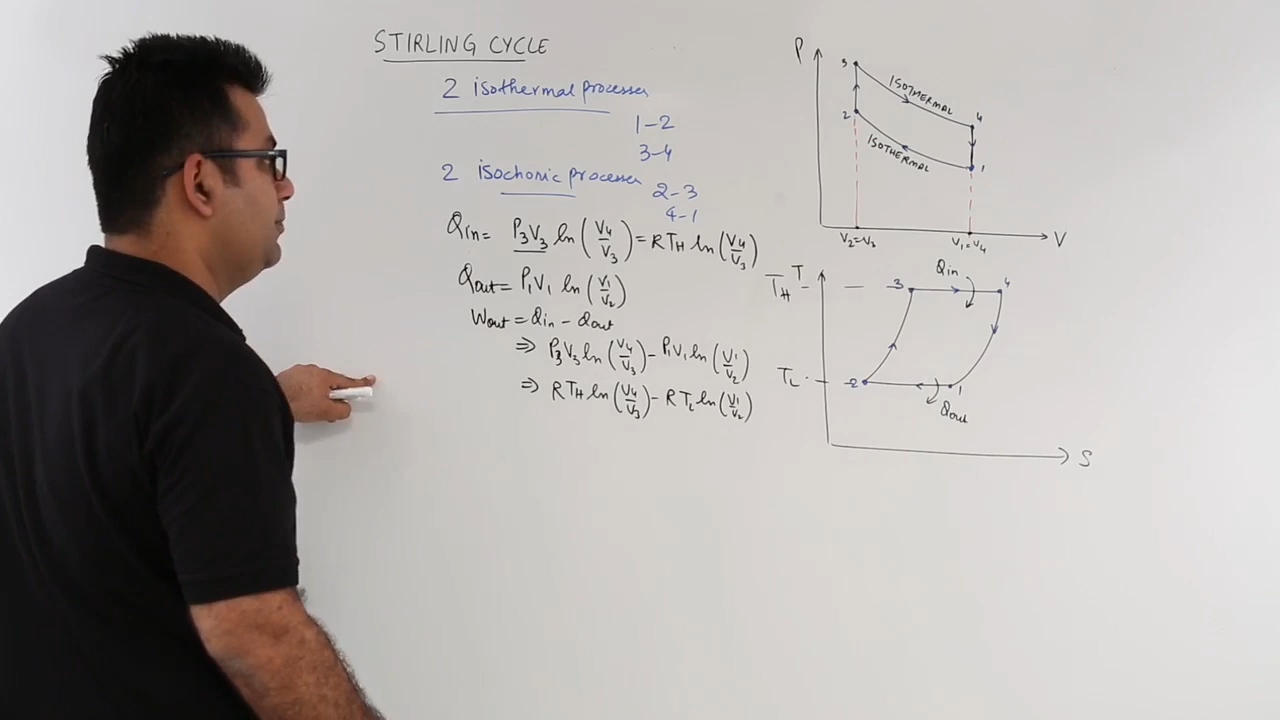 STIRLING CYCLE
2 isothermal processes
1-2
3-4
2 isochoric processes
2-3
4-1
Qin= P3V3 ln(V4/V3) = RTH ln(V4/V3)
Qout= P1V1 ln(V1/V2)
Wout = Qin - Qout
⇒ P3V3 ln(V4/V3) - P1V1 ln(V1/V2)
⇒ RTH ln(V4/V3) - RTL ln(V1/V2)
P
3
ISOTHERMAL
4
2
ISOTHERMAL
1
V2=V3
V1=V4
V
T
Qin
TH
3
4
TL
2
1
Qout
S